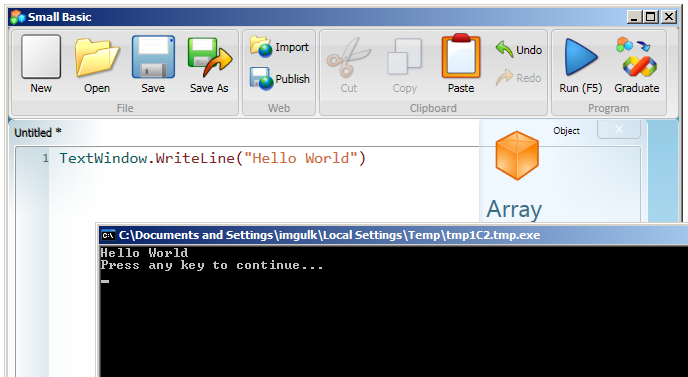 Small Basic
New Open Save Save As Import Publish Cut Copy Paste Undo Redo Run (F5) Graduate
File Web Clipboard Program
Untitled *
Object
1 TextWindow.WriteLine("Hello World")
Array
C:\Documents and Settings\imgulk\Local Settings\Temp\tmp1C2.tmp.exe
Hello World
Press any key to continue...